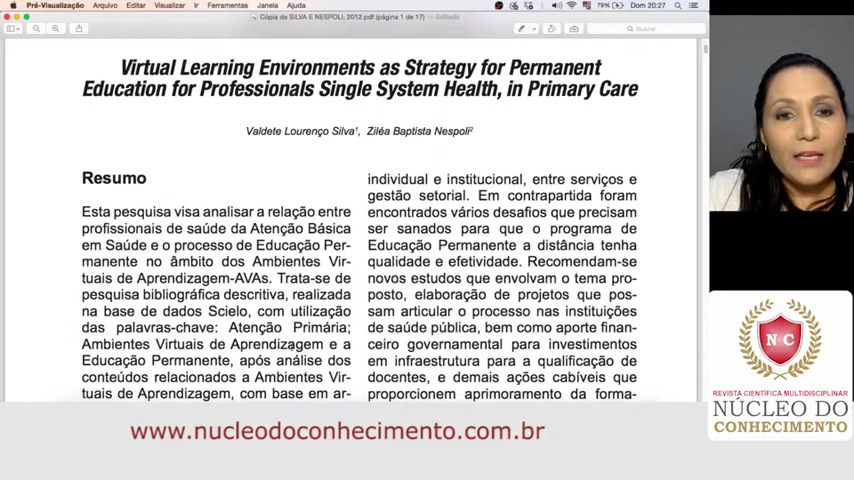 Pré-Visualização Arquivo Editar Visualizar Ir Ferramentas Janela Ajuda 79% Dom 20:27
Cópia de SILVA E NESPOLI, 2012.pdf (página 1 de 17) — Editado
Buscar
Virtual Learning Environments as Strategy for Permanent
Education for Professionals Single System Health, in Primary Care
Valdete Lourenço Silva¹, Ziléa Baptista Nespoli²
Resumo
Esta pesquisa visa analisar a relação entre
profissionais de saúde da Atenção Básica
em Saúde e o processo de Educação Per-
manente no âmbito dos Ambientes Vir-
tuais de Aprendizagem-AVAs. Trata-se de
pesquisa bibliográfica descritiva, realizada
na base de dados Scielo, com utilização
das palavras-chave: Atenção Primária;
Ambientes Virtuais de Aprendizagem e a
Educação Permanente, após análise dos
conteúdos relacionados a Ambientes Vir-
tuais de Aprendizagem, com base em ar-
individual e institucional, entre serviços e
gestão setorial. Em contrapartida foram
encontrados vários desafios que precisam
ser sanados para que o programa de
Educação Permanente a distância tenha
qualidade e efetividade. Recomendam-se
novos estudos que envolvam o tema pro-
posto, elaboração de projetos que pos-
sam articular o processo nas instituições
de saúde pública, bem como aporte finan-
ceiro governamental para investimentos
em infraestrutura para a qualificação de
docentes, e demais ações cabíveis que
proporcionem aprimoramento da forma-
N C
REVISTA CIENTÍFICA MULTIDISCIPLINAR
NÚCLEO DO
CONHECIMENTO
www.nucleodoconhecimento.com.br